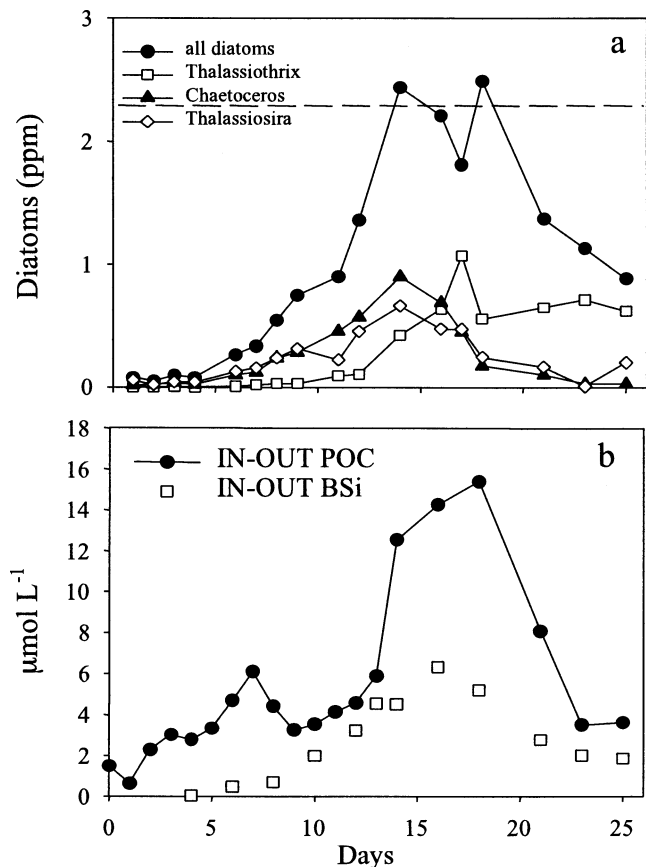 3
a
all diatoms
Thalassiothrix
Chaetoceros
Thalassiosira
2
1
0
Diatoms (ppm)
18
b
IN-OUT POC
IN-OUT BSi
16
14
12
10
8
6
4
2
0
µmol L⁻¹
0 5 10 15 20 25
Days